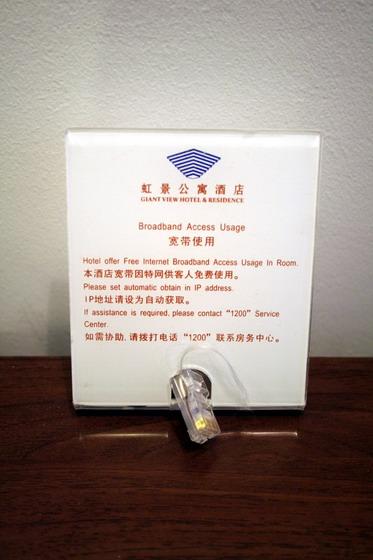 虹景公寓酒店
GIANT VIEW HOTEL & RESIDENCE
Broadband Access Usage
宽带使用
Hotel offer Free Internet Broadband Access Usage In Room.
本酒店宽带因特网供客人免费使用。
Please set automatic obtain in IP address.
IP地址请设为自动获取。
If assistance is required, please contact "1200" Service
Center.
如需协助,请拨打电话"1200"联系房务中心。